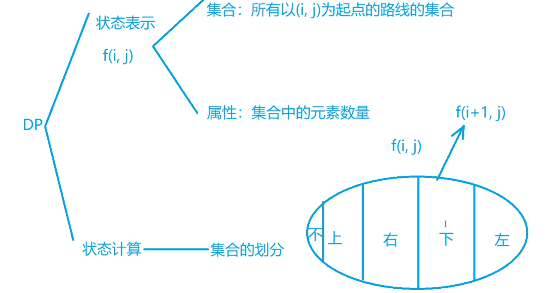 集合：所有以(i, j)为起点的路线的集合
状态表示
f(i, j)
属性：集合中的元素数量
DP
f(i+1, j)
f(i, j)
不
上
右
下
左
状态计算
集合的划分